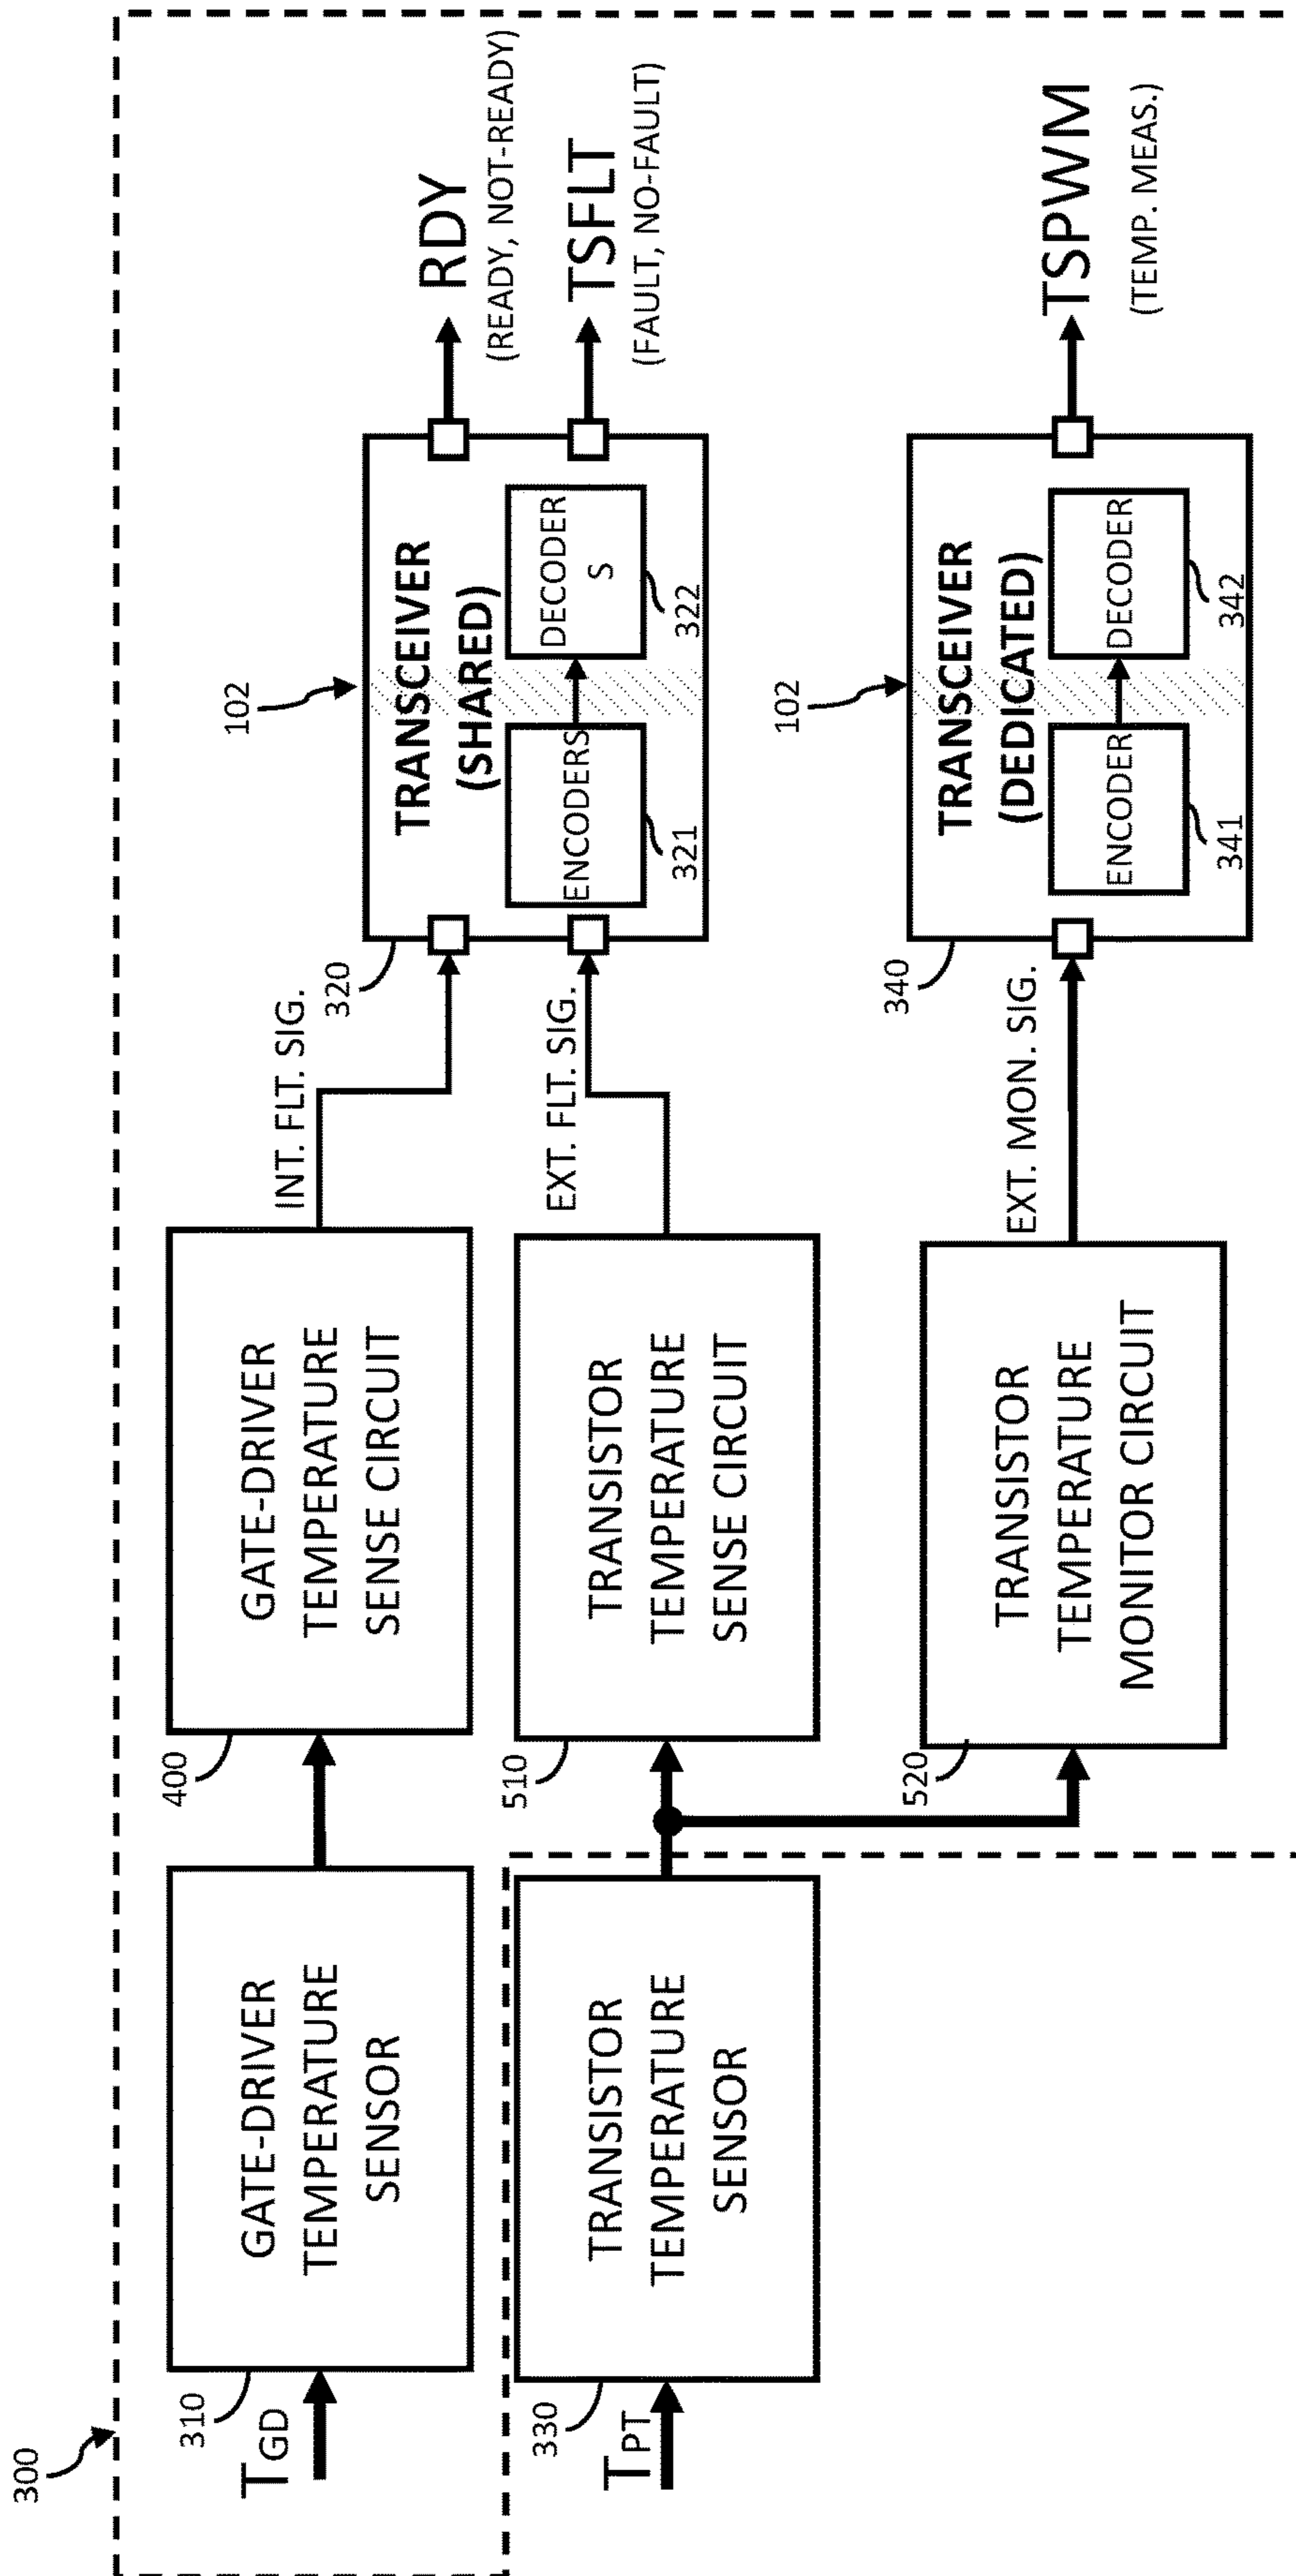 300
T GD
310
GATE-DRIVER
TEMPERATURE
SENSOR
400
GATE-DRIVER
TEMPERATURE
SENSE CIRCUIT
INT. FLT. SIG.
320
102
TRANSCEIVER
(SHARED)
ENCODERS
321
DECODER
S
322
RDY
(READY, NOT-READY)
TSFLT
(FAULT, NO-FAULT)
T PT
330
TRANSISTOR
TEMPERATURE
SENSOR
510
TRANSISTOR
TEMPERATURE
SENSE CIRCUIT
EXT. FLT. SIG.
520
TRANSISTOR
TEMPERATURE
MONITOR CIRCUIT
EXT. MON. SIG.
340
102
TRANSCEIVER
(DEDICATED)
ENCODER
341
DECODER
342
TSPWM
(TEMP. MEAS.)